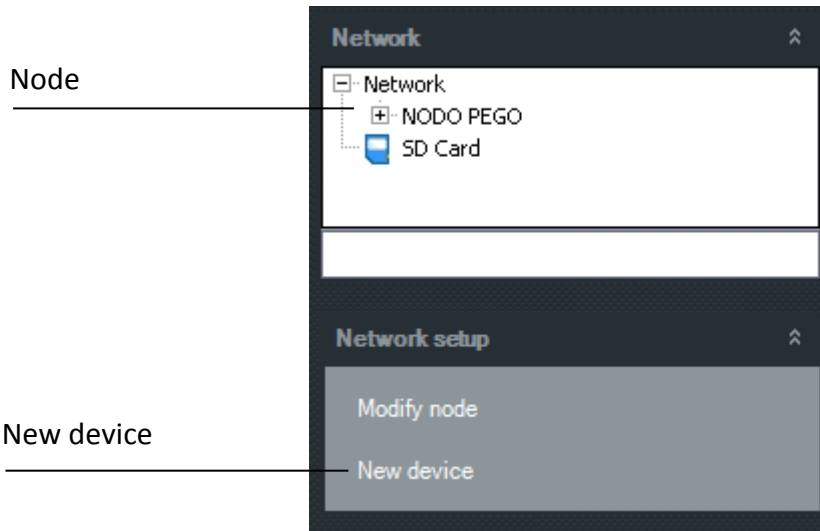 Network
Node
Network
NODO PEGO
SD Card
Network setup
Modify node
New device
New device